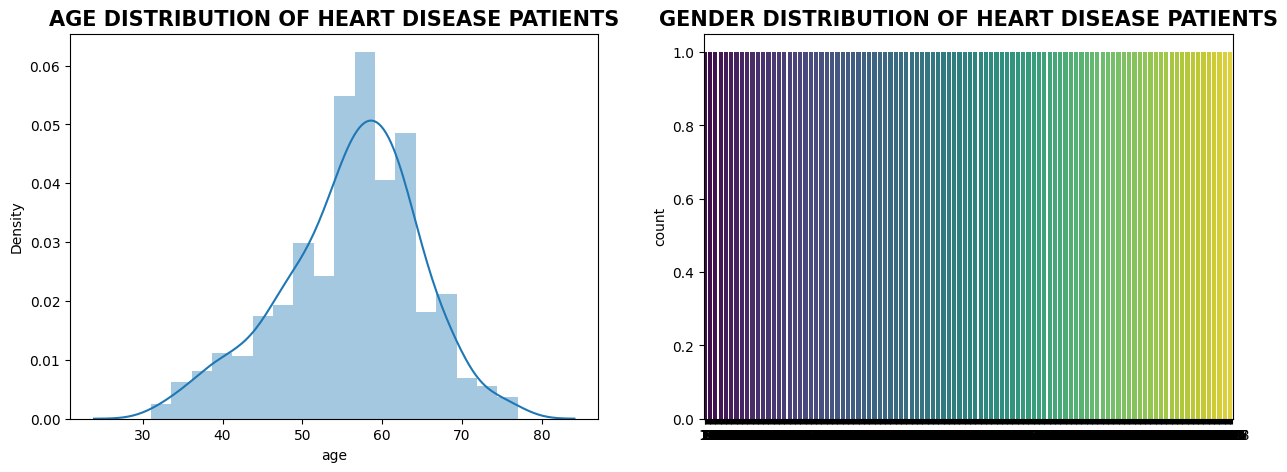 AGE DISTRIBUTION OF HEART DISEASE PATIENTS
0.06
0.05
0.04
0.03
0.02
0.01
0.00
Density
30 40 50 60 70 80
age
GENDER DISTRIBUTION OF HEART DISEASE PATIENTS
1.0
0.8
0.6
0.4
0.2
0.0
count